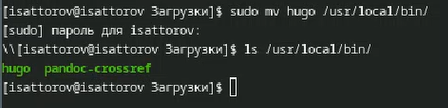 [isattorov@isattorov Загрузки]$ sudo mv hugo /usr/local/bin/
[sudo] пароль для isattorov:
\\[isattorov@isattorov Загрузки]$ ls /usr/local/bin/
hugo  pandoc-crossref
[isattorov@isattorov Загрузки]$